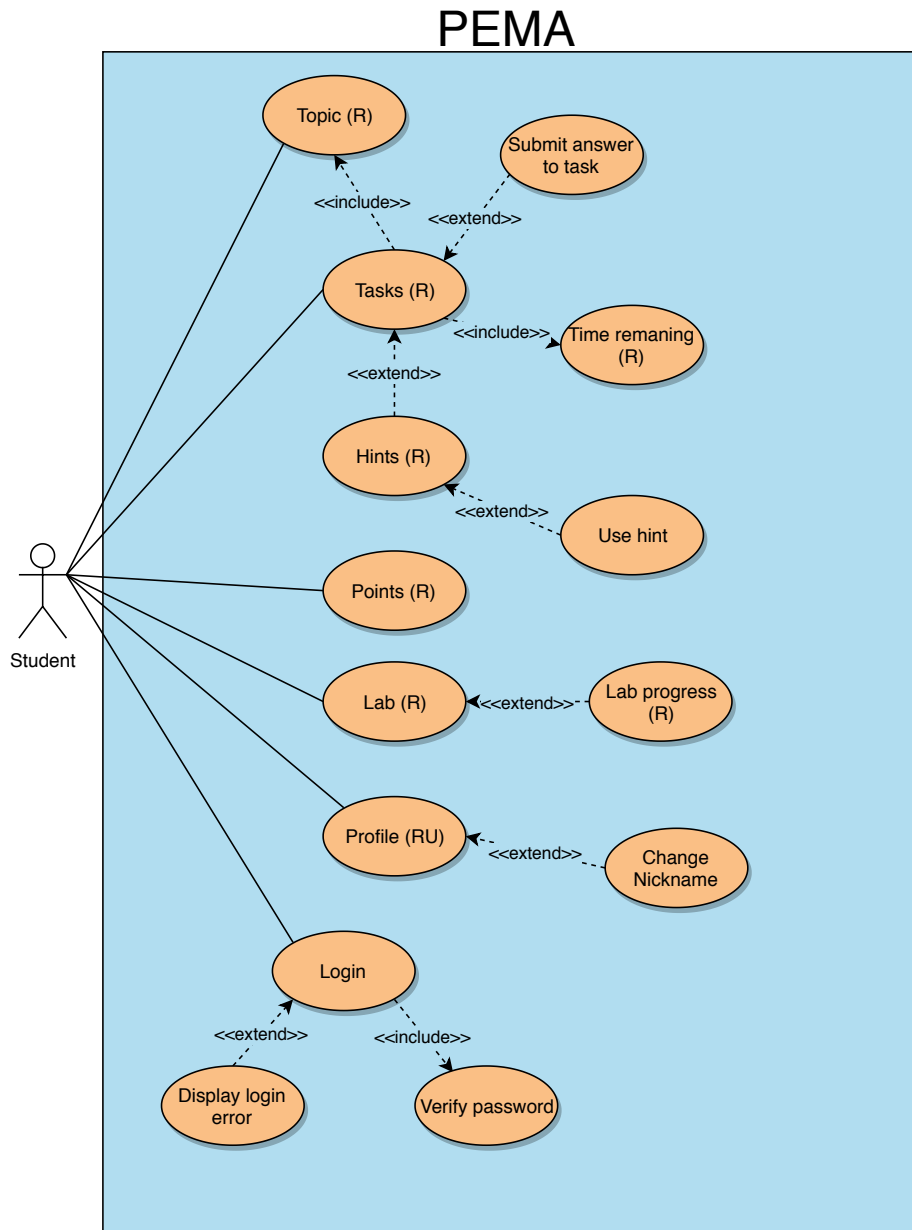 PEMA
Topic (R)
Submit answer
to task
<<include>>
<<extend>>
Tasks (R)
<<include>>
Time remaning
(R)
<<extend>>
Hints (R)
<<extend>>
Use hint
Points (R)
Student
Lab (R)
<<extend>>
Lab progress
(R)
Profile (RU)
<<extend>>
Change
Nickname
Login
<<extend>>
<<include>>
Display login
error
Verify password